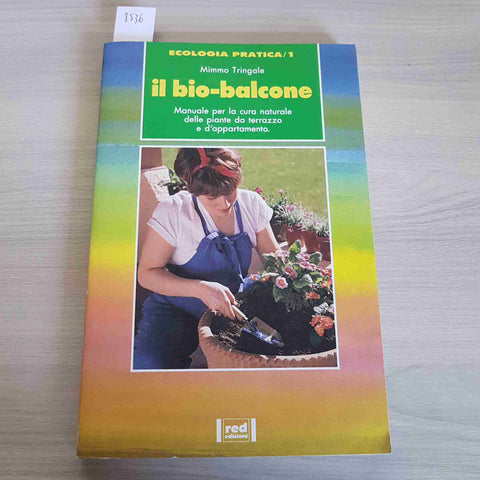 8536
ECOLOGIA PRATICA/1
Mimmo Tringale
il bio-balcone
Manuale per la cura naturale
delle piante da terrazzo
e d'appartamento.
red
edizioni